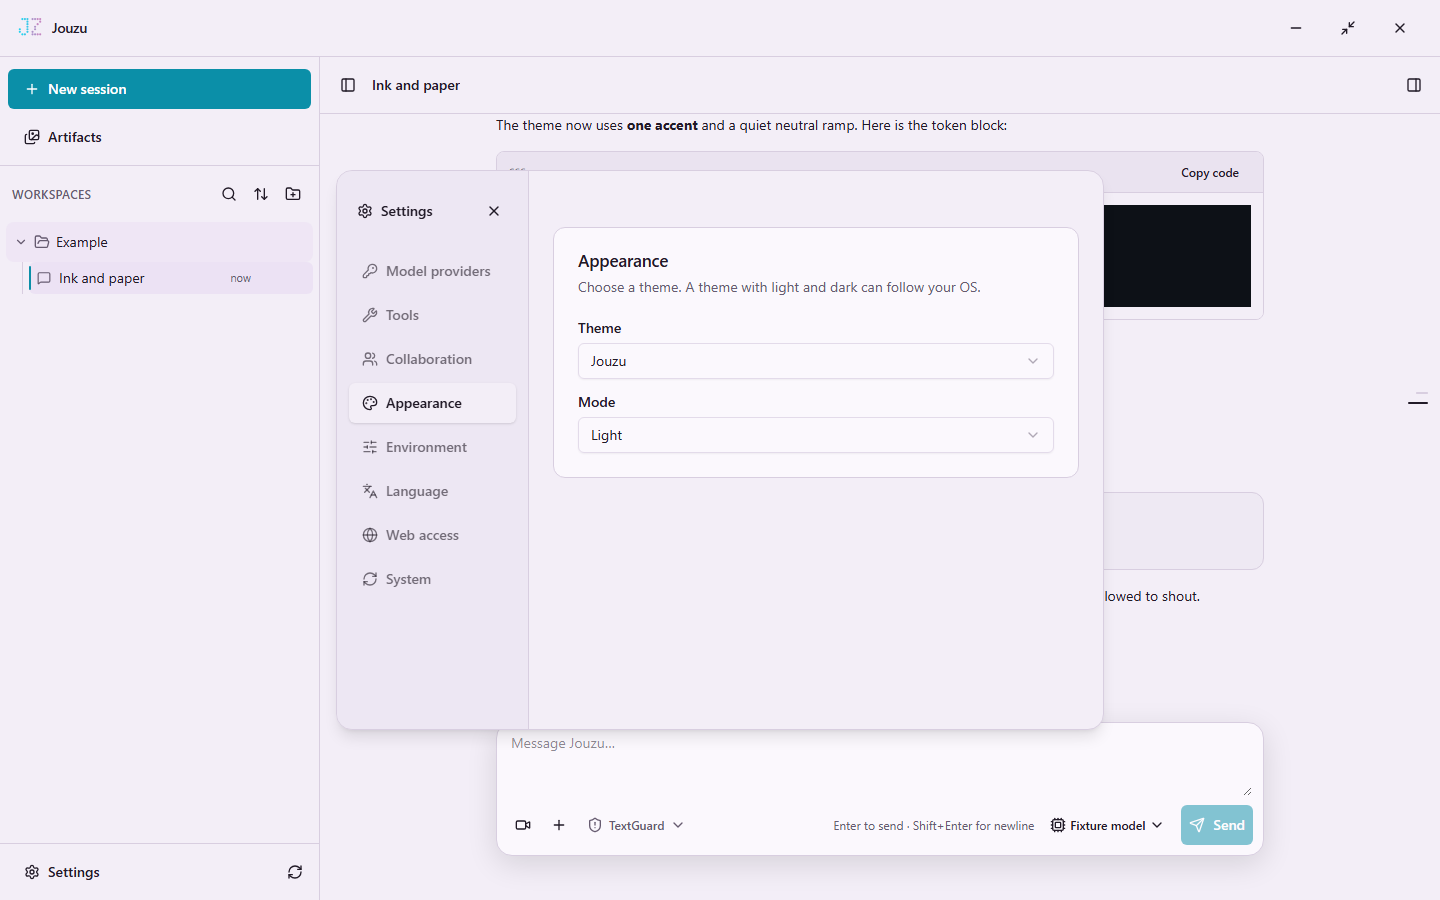 JZ Jouzu
New session
Artifacts
WORKSPACES
Example
Ink and paper now
Settings
Ink and paper
The theme now uses one accent and a quiet neutral ramp. Here is the token block:
Copy code
Settings
Model providers
Tools
Collaboration
Appearance
Environment
Language
Web access
System
Appearance
Choose a theme. A theme with light and dark can follow your OS.
Theme
Jouzu
Mode
Light
lowed to shout.
Message Jouzu...
TextGuard
Enter to send · Shift+Enter for newline
Fixture model
Send